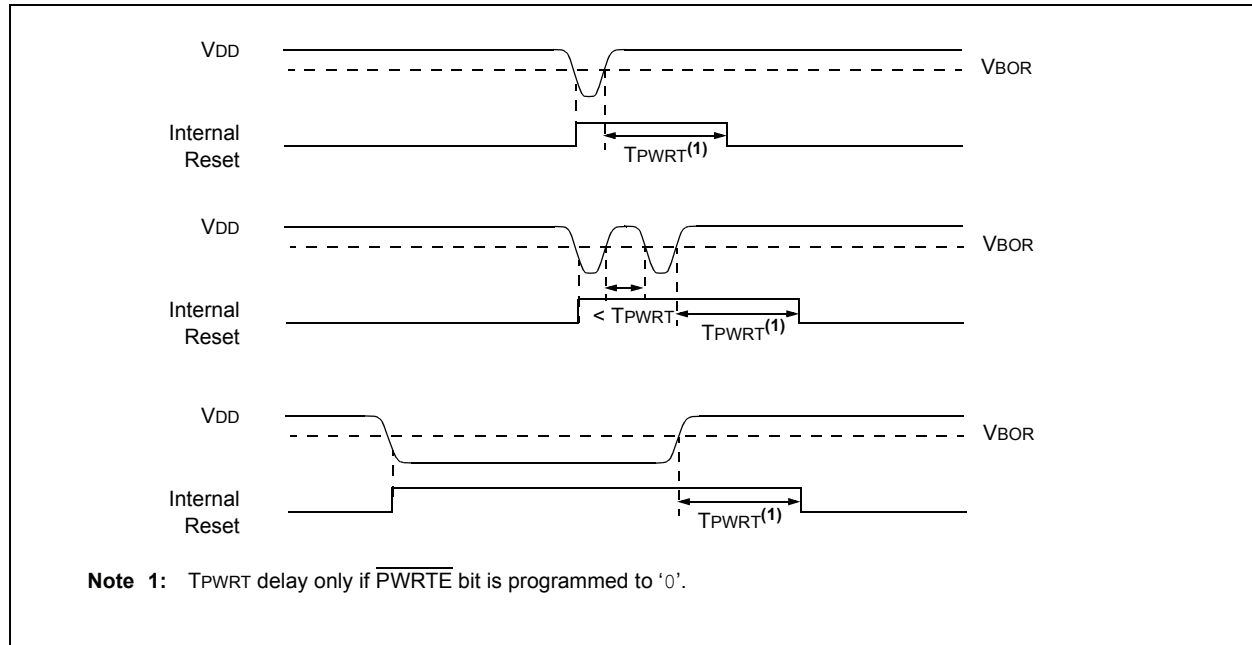 VDD
VBOR
Internal
Reset
TPWRT(1)
VDD
VBOR
Internal
Reset
< TPWRT
TPWRT(1)
VDD
VBOR
Internal
Reset
TPWRT(1)
Note 1: TPWRT delay only if PWRTE bit is programmed to ‘0’.